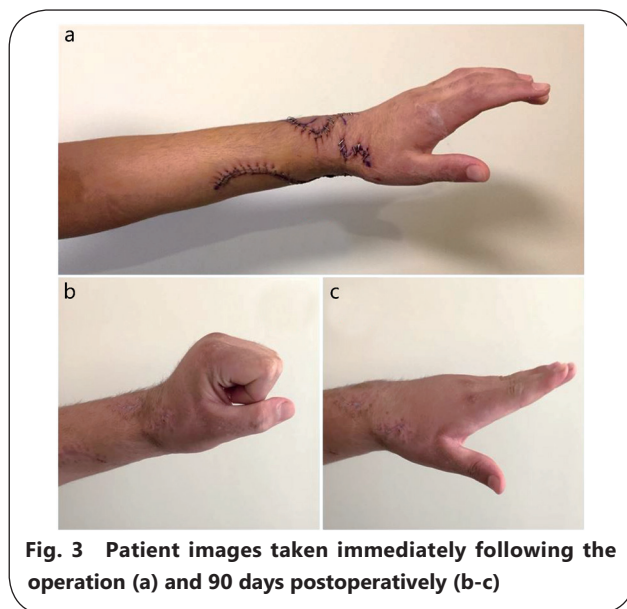 a
b
c
Fig. 3 Patient images taken immediately following the
operation (a) and 90 days postoperatively (b-c)